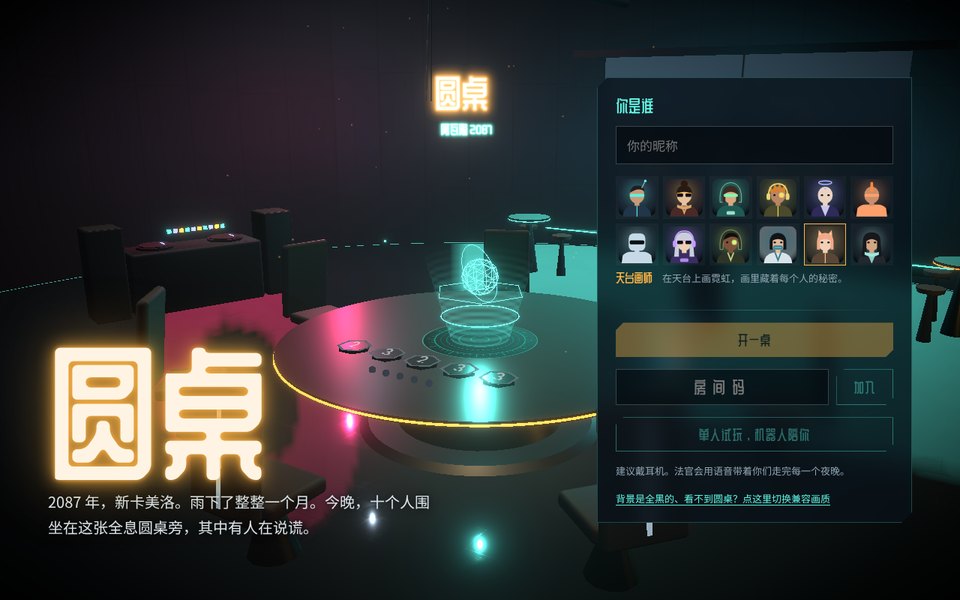 圆桌
2087
你是谁
你的昵称
天台画师 在天台上画霓虹，画里藏着每个人的秘密。
开一桌
房间码
加入
单人试玩，机器人陪你
建议戴耳机。法官会用语音带着你们走完每一个夜晚。
背景是全黑的、看不到圆桌？点这里切换兼容画质
2 3 2 3 3
圆桌
2087 年，新卡美洛。雨下了整整一个月。今晚，十个人围
坐在这张全息圆桌旁，其中有人在说谎。